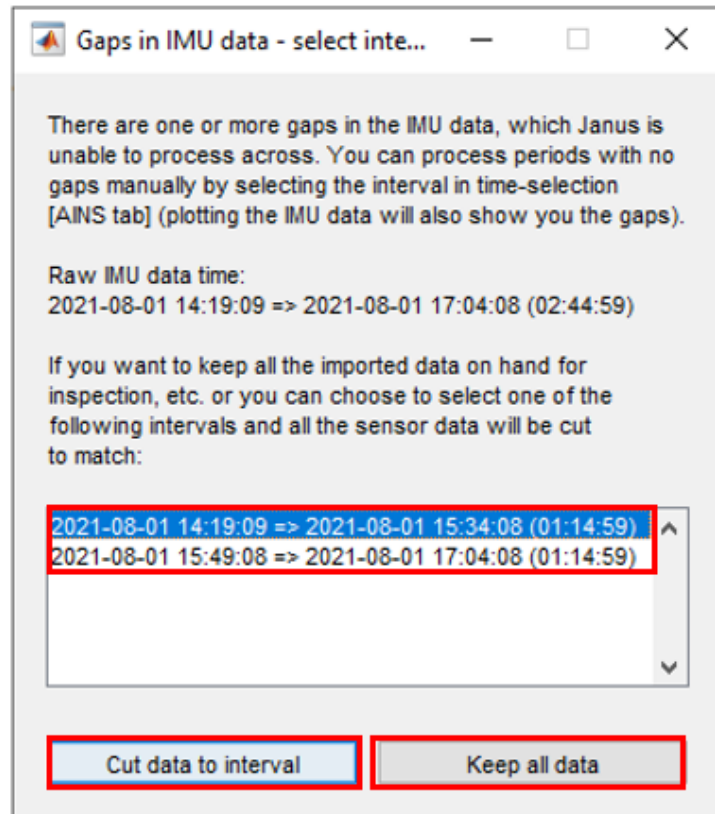 Gaps in IMU data - select inte...
There are one or more gaps in the IMU data, which Janus is
unable to process across. You can process periods with no
gaps manually by selecting the interval in time-selection
[AINS tab] (plotting the IMU data will also show you the gaps).
Raw IMU data time:
2021-08-01 14:19:09 => 2021-08-01 17:04:08 (02:44:59)
If you want to keep all the imported data on hand for
inspection, etc. or you can choose to select one of the
following intervals and all the sensor data will be cut
to match:
2021-08-01 14:19:09 => 2021-08-01 15:34:08 (01:14:59)
2021-08-01 15:49:08 => 2021-08-01 17:04:08 (01:14:59)
Cut data to interval Keep all data